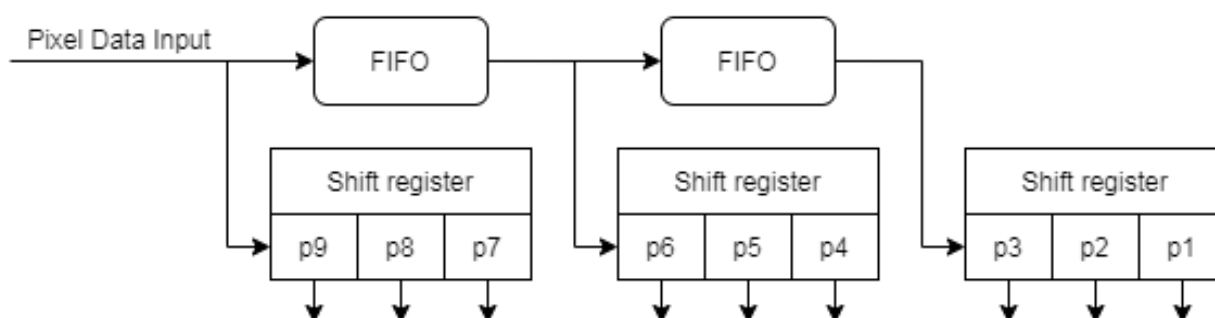 Pixel Data Input
FIFO
FIFO
Shift register
Shift register
Shift register
p9 p8 p7
p6 p5 p4
p3 p2 p1